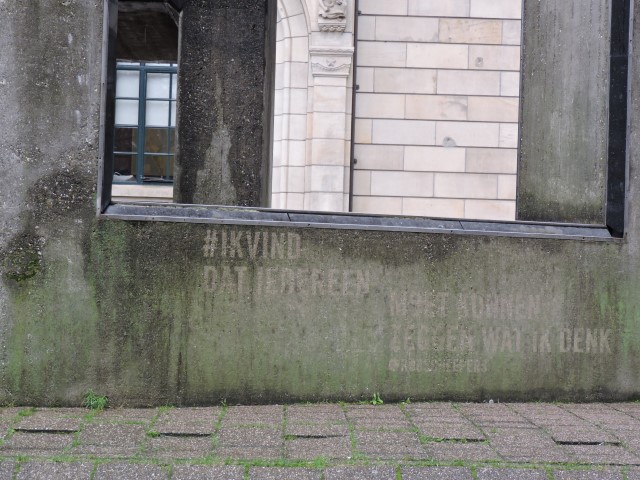 #IKVIND
DAT IEDEREEN
MOET KUNNEN
ZEGGEN WAT IK DENK